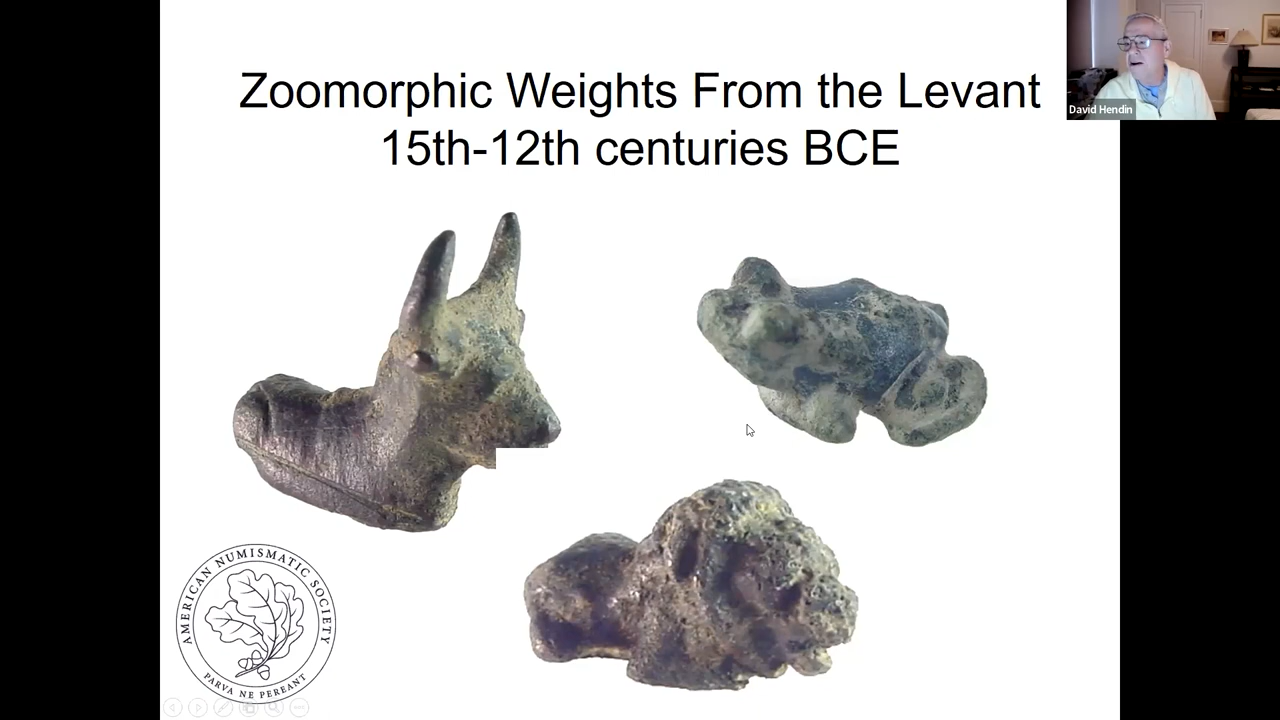 Zoomorphic Weights From the Levant
15th-12th centuries BCE
David Hendin
AMERICAN NUMISMATIC SOCIETY
PARVA NE PEREANT